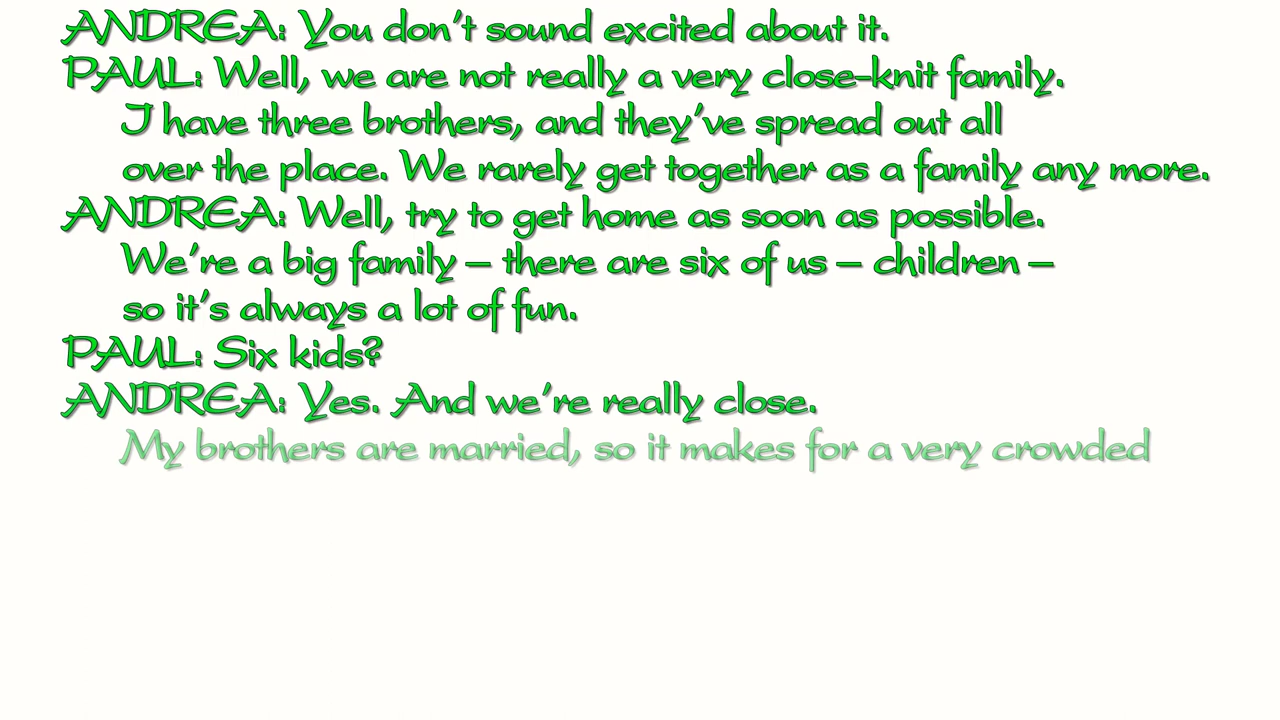 ANDREA: You don't sound excited about it.
PAUL: Well, we are not really a very close-knit family.
I have three brothers, and they've spread out all
over the place. We rarely get together as a family any more.
ANDREA: Well, try to get home as soon as possible.
We're a big family – there are six of us – children –
so it's always a lot of fun.
PAUL: Six kids?
ANDREA: Yes. And we're really close.
My brothers are married, so it makes for a very crowded